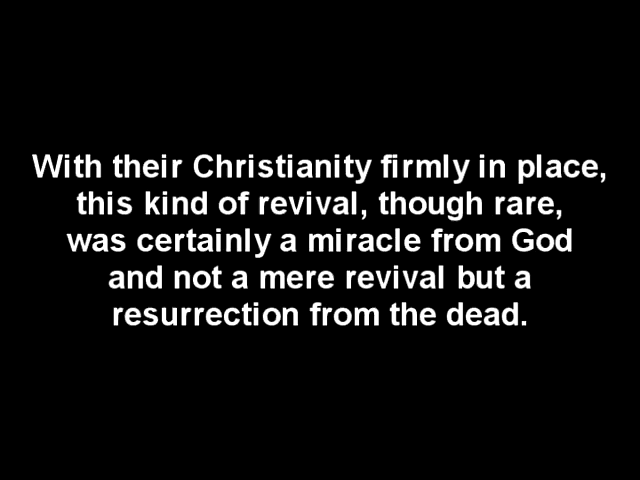 With their Christianity firmly in place,
this kind of revival, though rare,
was certainly a miracle from God
and not a mere revival but a
resurrection from the dead.